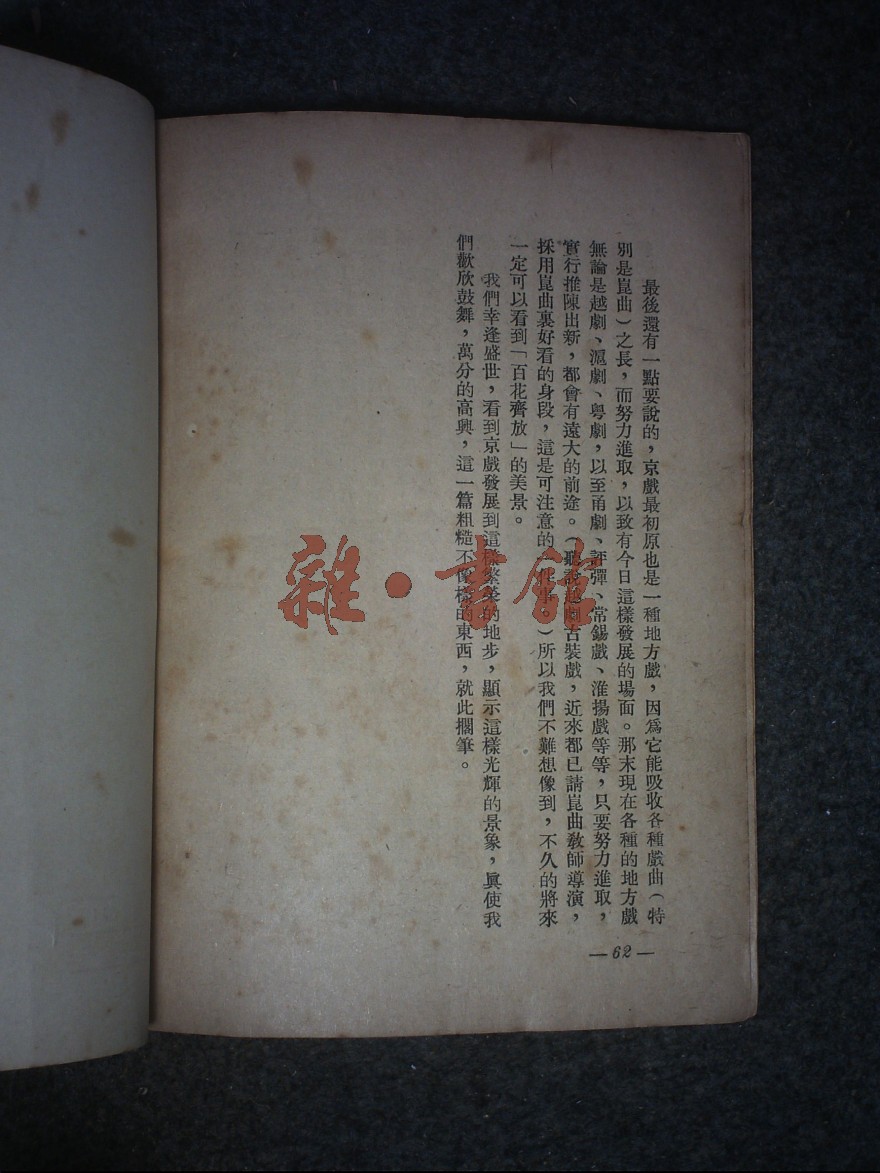 最後還有一點要說的，京戲最初原也是一種地方戲，因爲它能吸收各種戲曲（特
別是崑曲）之長，而努力進取，以致有今日這樣發展的場面。那末現在各種的地方戲
無論是越劇、滬劇、粤劇，以至甬劇、評彈、常錫戲、淮揚戲等等，只要努力進取，
實行推陳出新，都會有遠大的前途。（聽說越劇古裝戲，近來都已請崑曲教師導演，
採用崑曲裏好看的身段，這是可注意的一件事。）所以我們不難想像到，不久的將來
一定可以看到「百花齊放」的美景。
我們幸逢盛世，看到京戲發展到這樣繁榮的地步，顯示這樣光輝的景象，眞使我
們歡欣鼓舞，萬分的高興，這一篇粗糙不像樣的東西，就此擱筆。
—62—
雜·書館